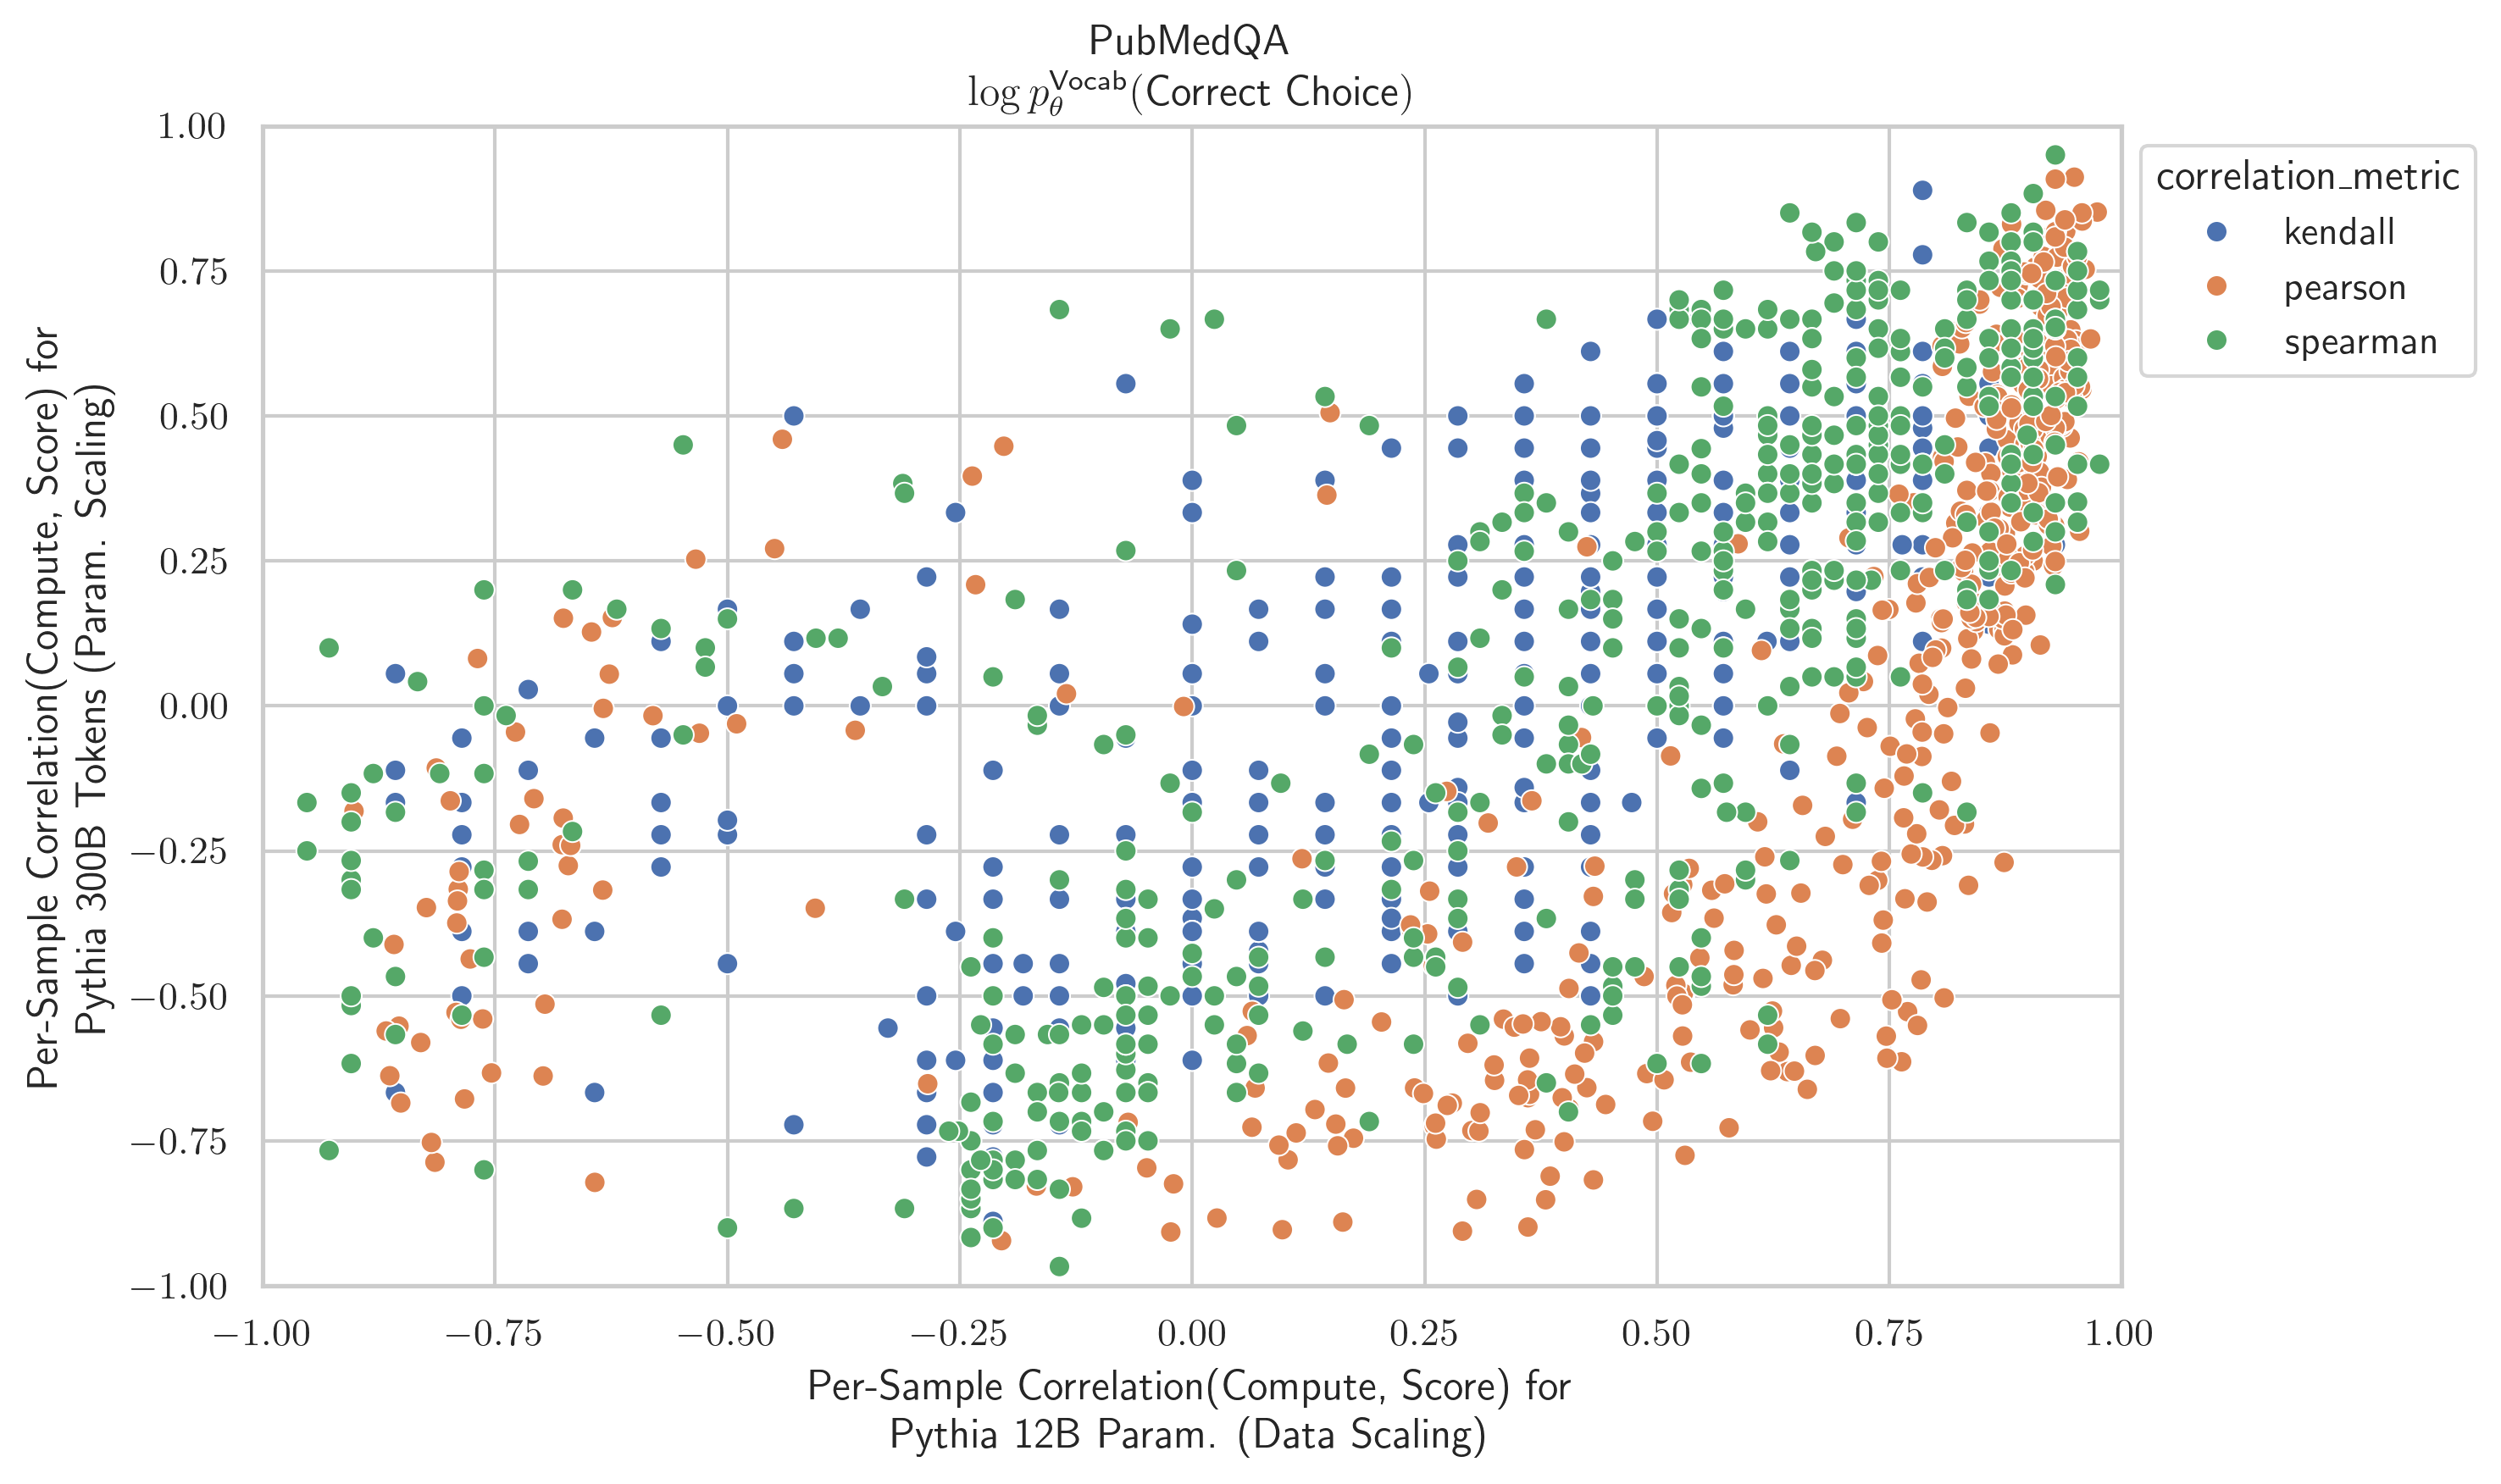 PubMedQA
log p_θ^Vocab(Correct Choice)
1.00
0.75
0.50
0.25
0.00
−0.25
−0.50
−0.75
−1.00
Per-Sample Correlation(Compute, Score) for
Pythia 300B Tokens (Param. Scaling)
−1.00 −0.75 −0.50 −0.25 0.00 0.25 0.50 0.75 1.00
Per-Sample Correlation(Compute, Score) for
Pythia 12B Param. (Data Scaling)
correlation_metric
kendall
pearson
spearman